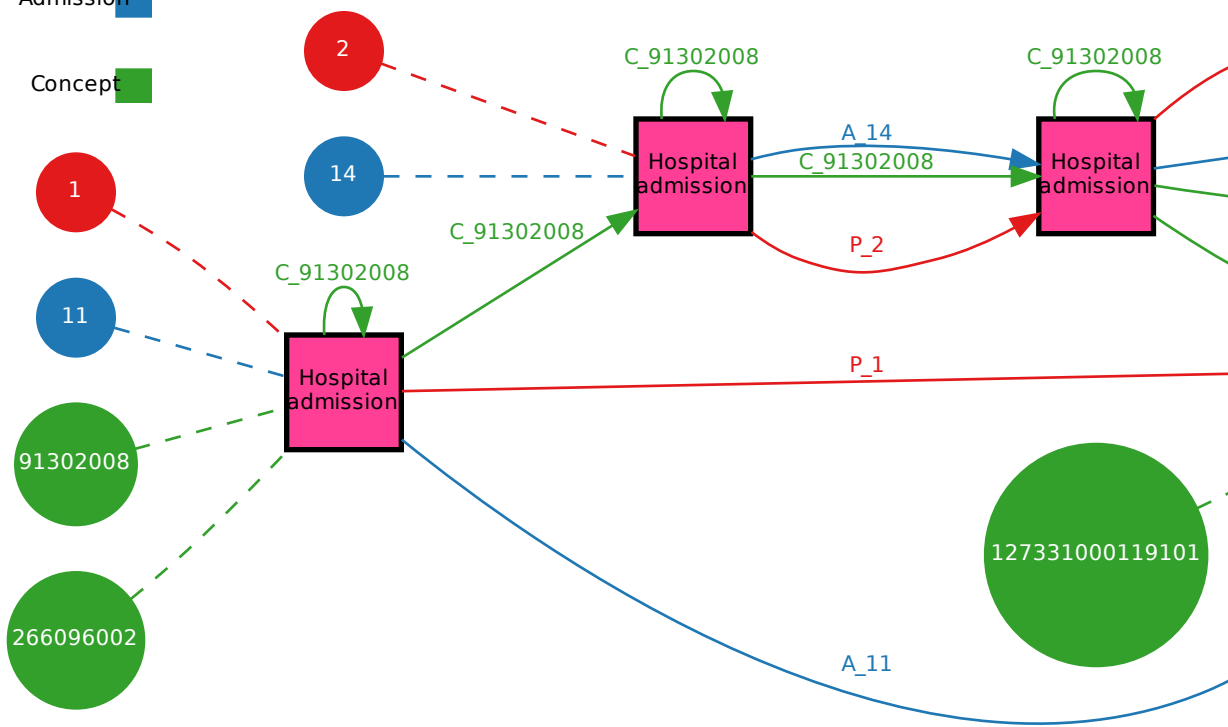 Admission
Concept
2
C_91302008
C_91302008
14
A_14
C_91302008
Hospital
admission
Hospital
admission
1
C_91302008
P_2
11
C_91302008
Hospital
admission
P_1
91302008
127331000119101
266096002
A_11